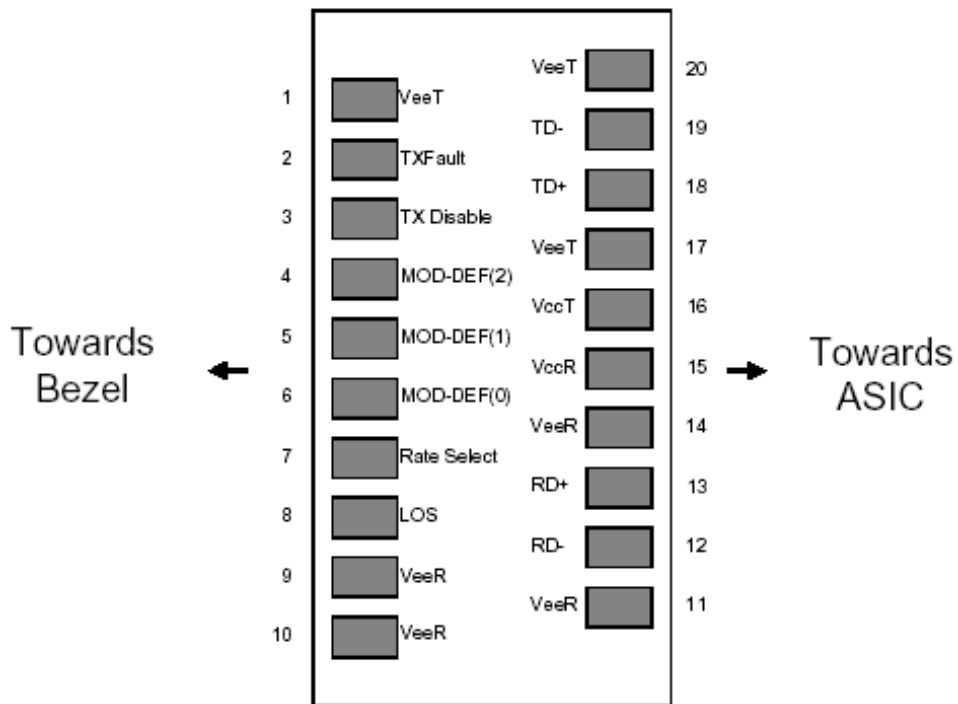 VeeT 20
1 VeeT
TD- 19
2 TXFault
TD+ 18
3 TX Disable
VeeT 17
4 MOD-DEF(2)
VccT 16
5 MOD-DEF(1)
Towards
Bezel
VccR 15
Towards
ASIC
6 MOD-DEF(0)
VeeR 14
7 Rate Select
RD+ 13
8 LOS
RD- 12
9 VeeR
VeeR 11
10 VeeR